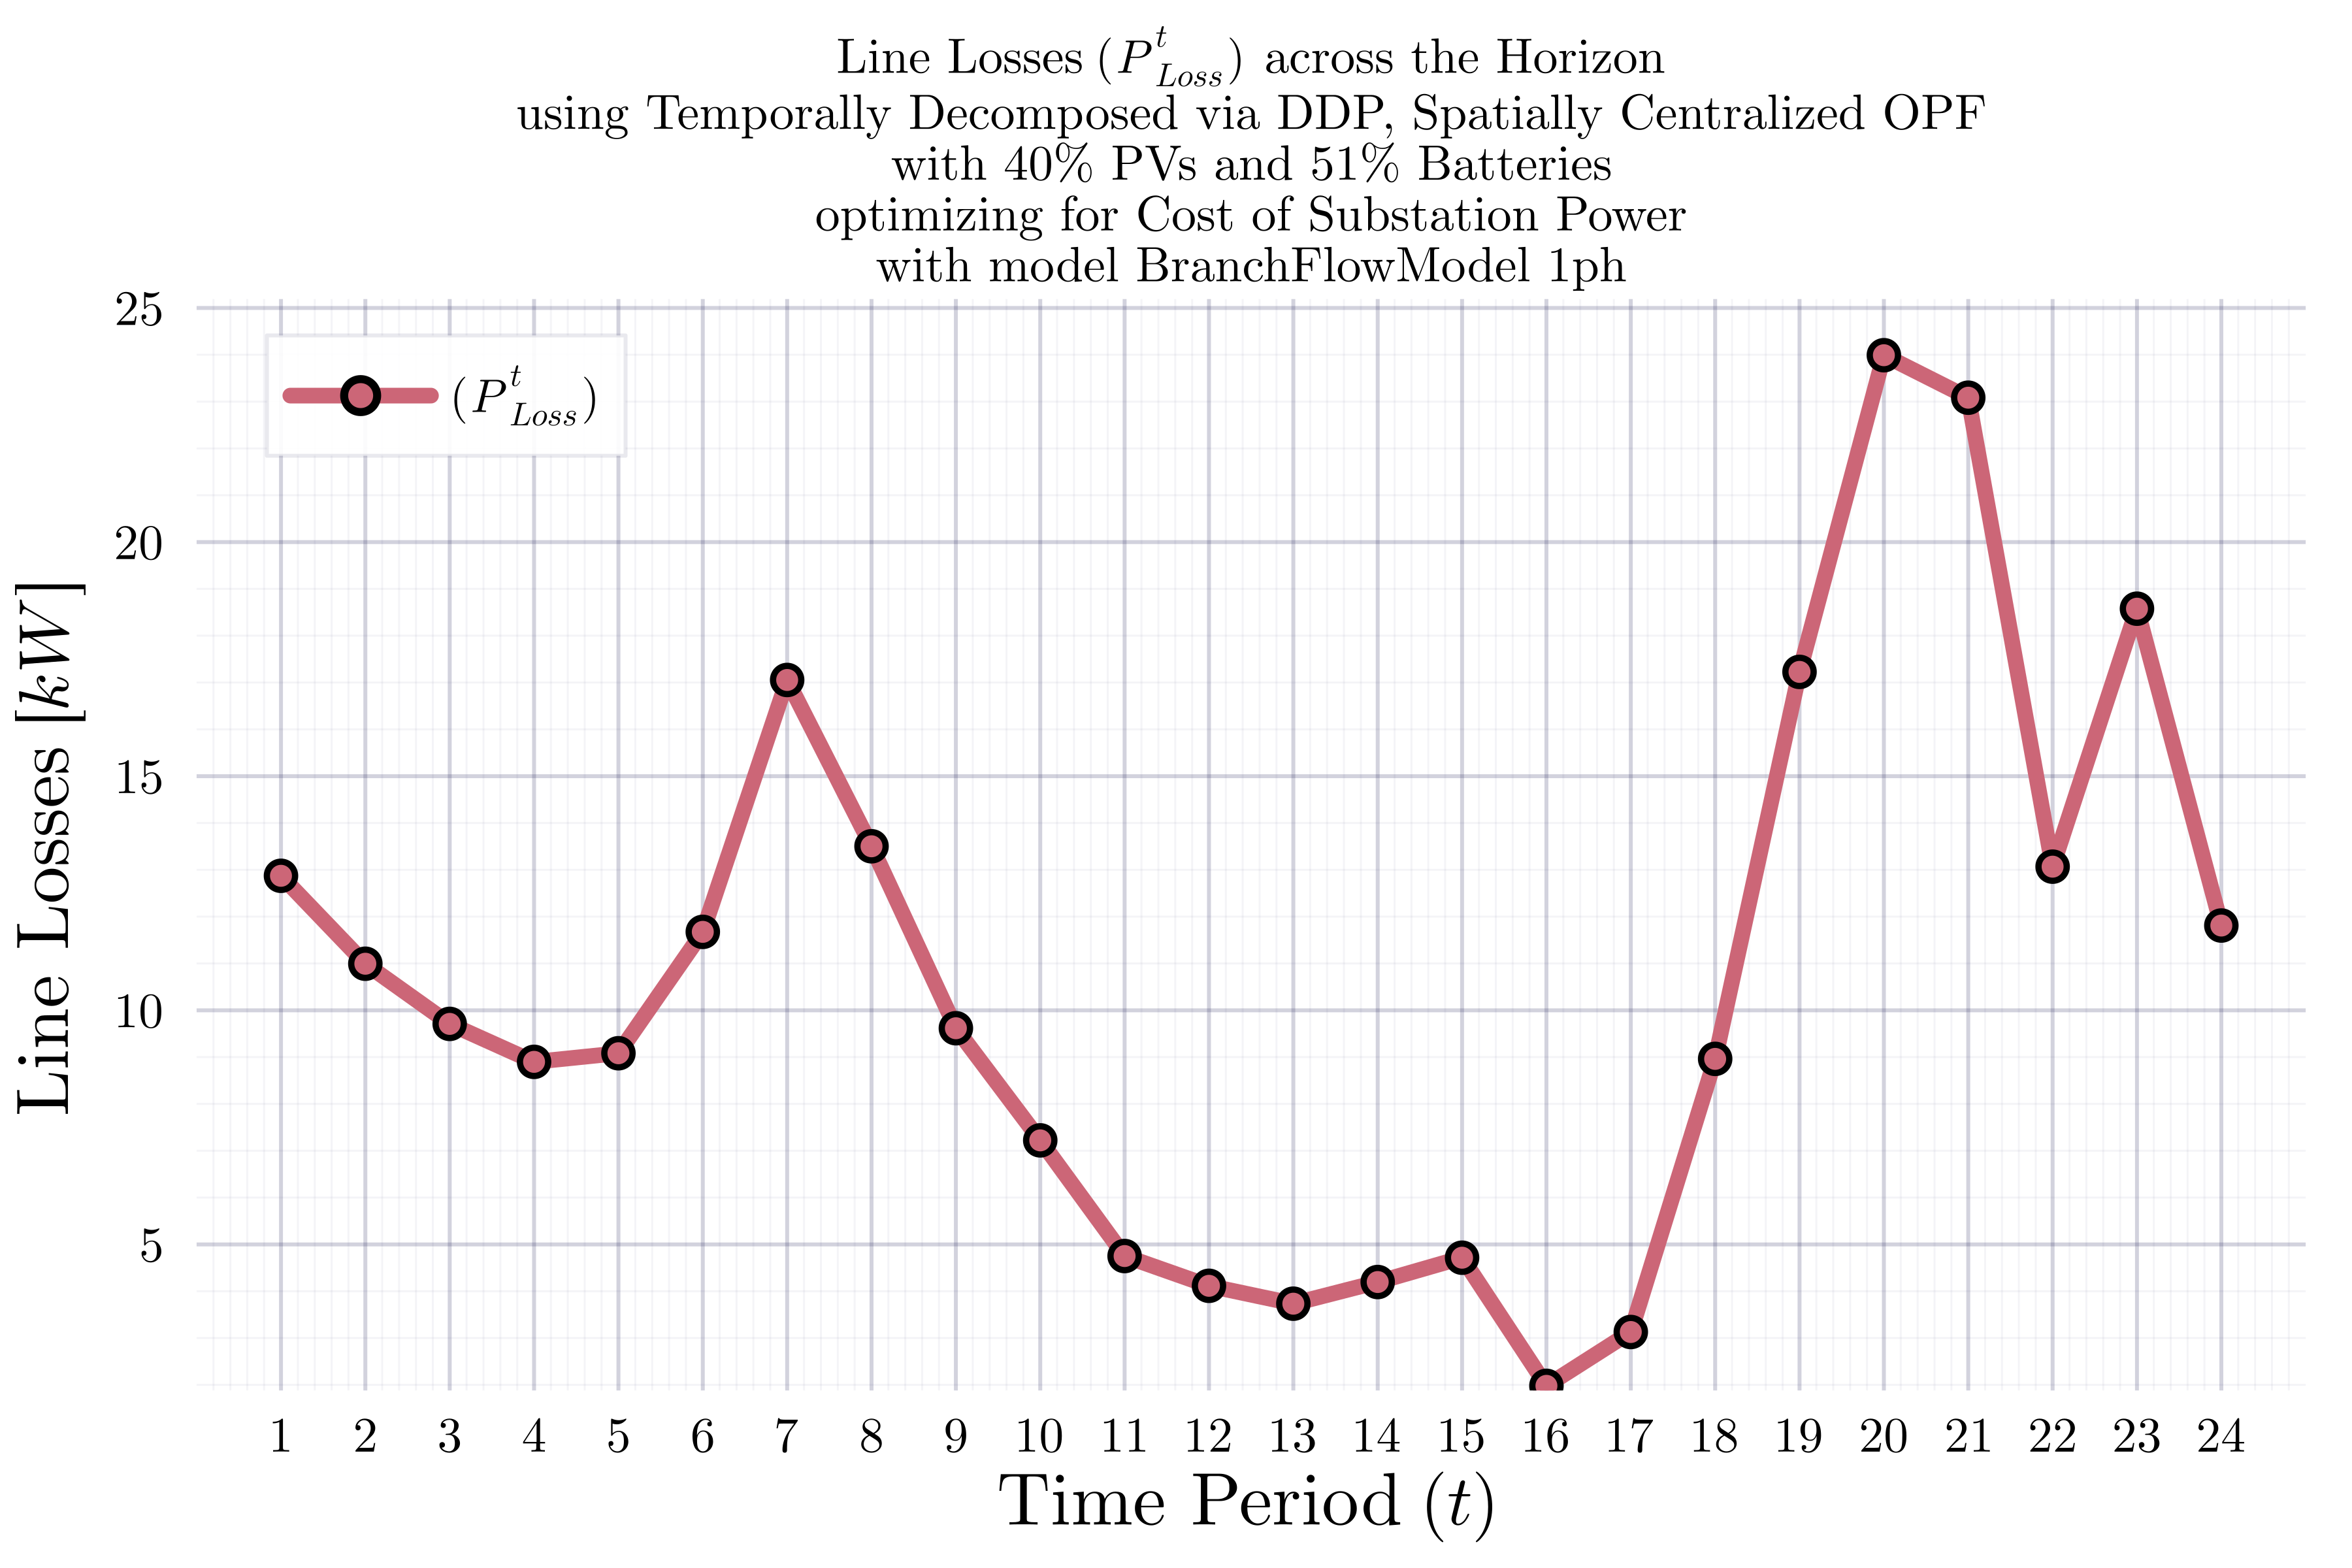 Line Losses (P^t_Loss) across the Horizon
using Temporally Decomposed via DDP, Spatially Centralized OPF
with 40% PVs and 51% Batteries
optimizing for Cost of Substation Power
with model BranchFlowModel 1ph
25
20
15
10
5
Line Losses [kW]
(P^t_Loss)
1 2 3 4 5 6 7 8 9 10 11 12 13 14 15 16 17 18 19 20 21 22 23 24
Time Period (t)